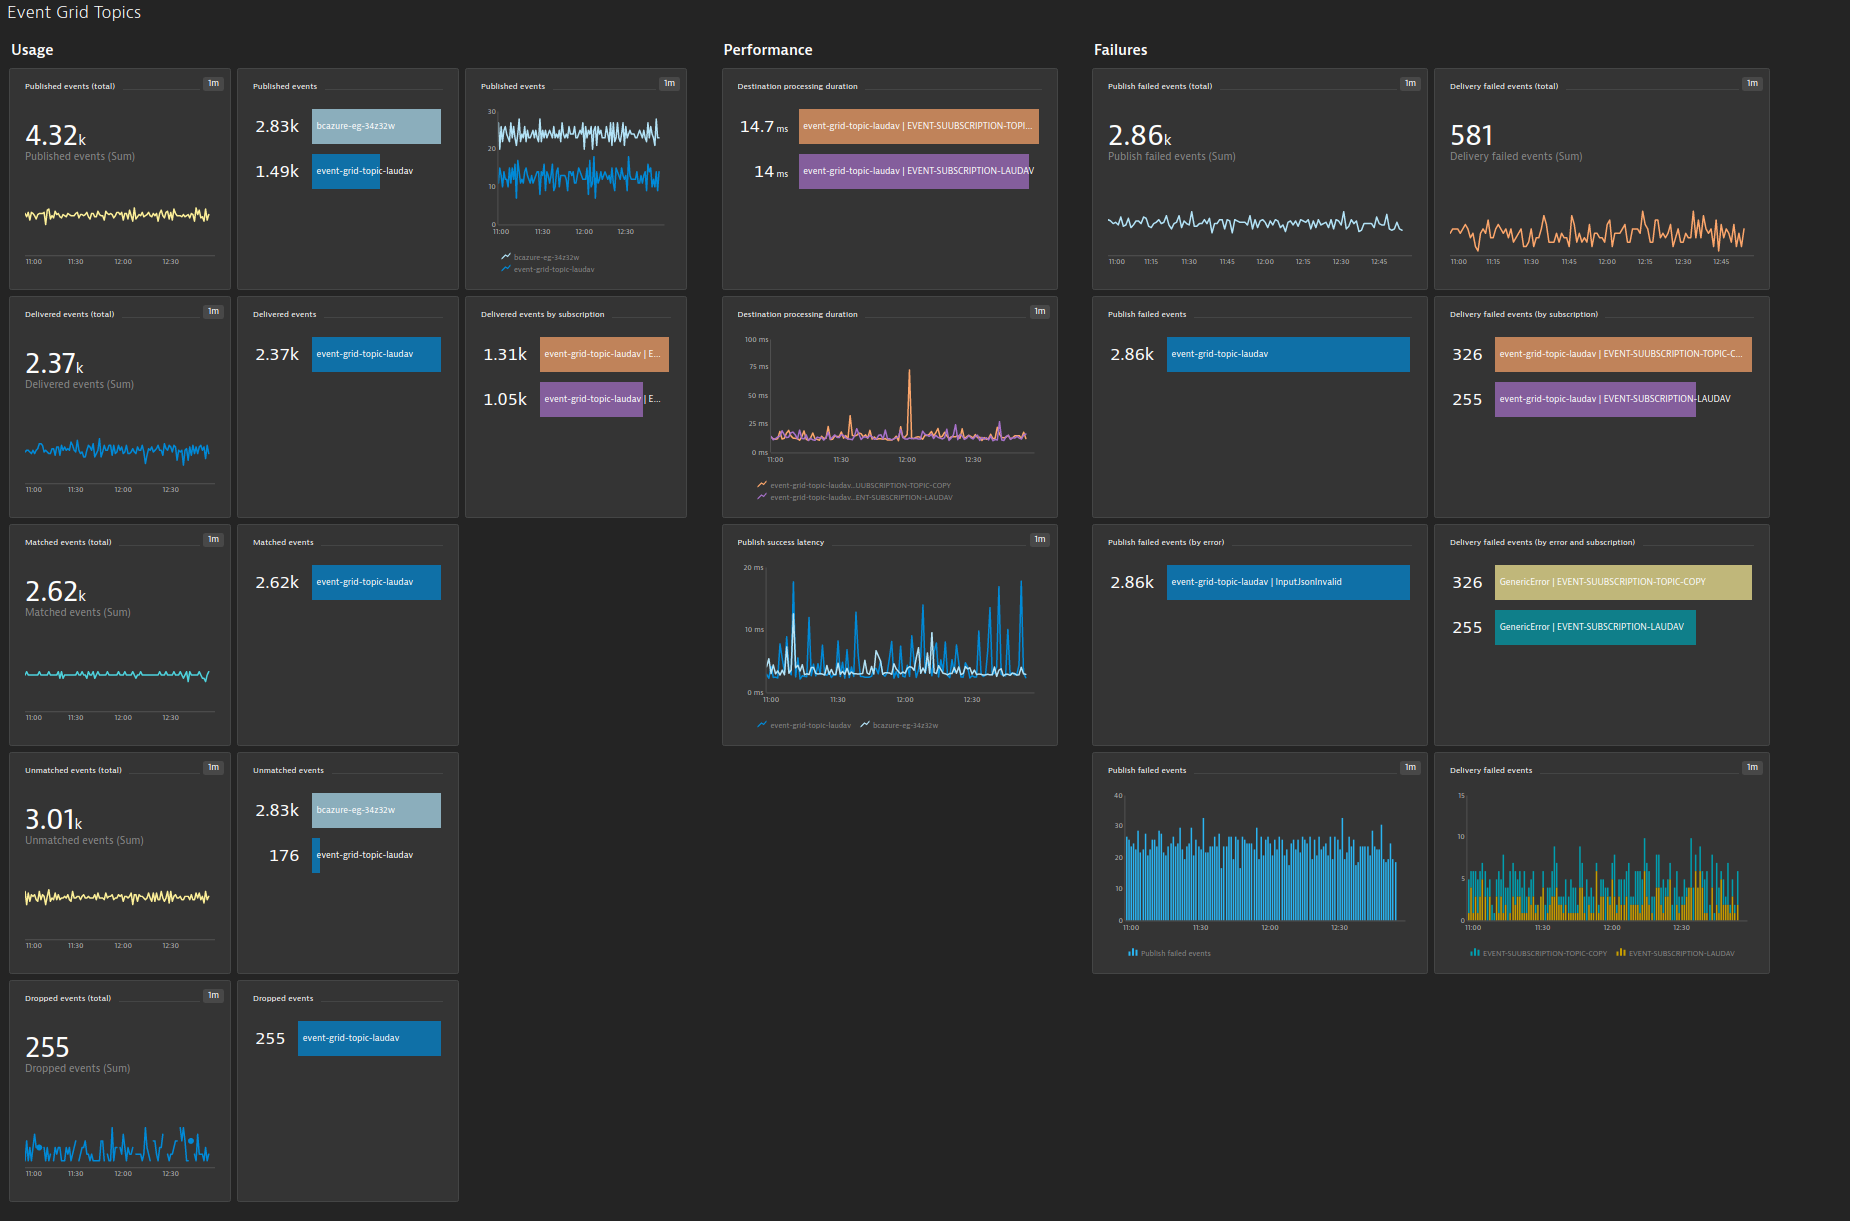 Event Grid Topics
Usage
Published events (total)
1m
4.32k
Published events (Sum)
11:00 11:30 12:00 12:30
Published events
2.83k bcazure-eg-34z32w
1.49k event-grid-topic-laudav
Published events
1m
30
20
10
0
11:00 11:30 12:00 12:30
bcazure-eg-34z32w
event-grid-topic-laudav
Delivered events (total)
1m
2.37k
Delivered events (Sum)
11:00 11:30 12:00 12:30
Delivered events
2.37k event-grid-topic-laudav
Delivered events by subscription
1.31k event-grid-topic-laudav | E...
1.05k event-grid-topic-laudav | E...
Matched events (total)
1m
2.62k
Matched events (Sum)
11:00 11:30 12:00 12:30
Matched events
2.62k event-grid-topic-laudav
Unmatched events (total)
1m
3.01k
Unmatched events (Sum)
11:00 11:30 12:00 12:30
Unmatched events
2.83k bcazure-eg-34z32w
176 event-grid-topic-laudav
Dropped events (total)
1m
255
Dropped events (Sum)
11:00 11:30 12:00 12:30
Dropped events
255 event-grid-topic-laudav
Performance
Destination processing duration
14.7 ms event-grid-topic-laudav | EVENT-SUUBSCRIPTION-TOPI...
14 ms event-grid-topic-laudav | EVENT-SUBSCRIPTION-LAUDAV
Destination processing duration
1m
100 ms
75 ms
50 ms
25 ms
0 ms
11:00 11:30 12:00 12:30
event-grid-topic-laudav...UUBSCRIPTION-TOPIC-COPY
event-grid-topic-laudav...ENT-SUBSCRIPTION-LAUDAV
Publish success latency
1m
20 ms
10 ms
0 ms
11:00 11:30 12:00 12:30
event-grid-topic-laudav bcazure-eg-34z32w
Failures
Publish failed events (total)
1m
2.86k
Publish failed events (Sum)
11:00 11:15 11:30 11:45 12:00 12:15 12:30 12:45
Delivery failed events (total)
1m
581
Delivery failed events (Sum)
11:00 11:15 11:30 11:45 12:00 12:15 12:30 12:45
Publish failed events
2.86k event-grid-topic-laudav
Delivery failed events (by subscription)
326 event-grid-topic-laudav | EVENT-SUUBSCRIPTION-TOPIC-C...
255 event-grid-topic-laudav | EVENT-SUBSCRIPTION-LAUDAV
Publish failed events (by error)
2.86k event-grid-topic-laudav | InputJsonInvalid
Delivery failed events (by error and subscription)
326 GenericError | EVENT-SUUBSCRIPTION-TOPIC-COPY
255 GenericError | EVENT-SUBSCRIPTION-LAUDAV
Publish failed events
1m
40
30
20
10
0
11:00 11:30 12:00 12:30
Publish failed events
Delivery failed events
1m
15
10
5
0
11:00 11:30 12:00 12:30
EVENT-SUUBSCRIPTION-TOPIC-COPY EVENT-SUBSCRIPTION-LAUDAV